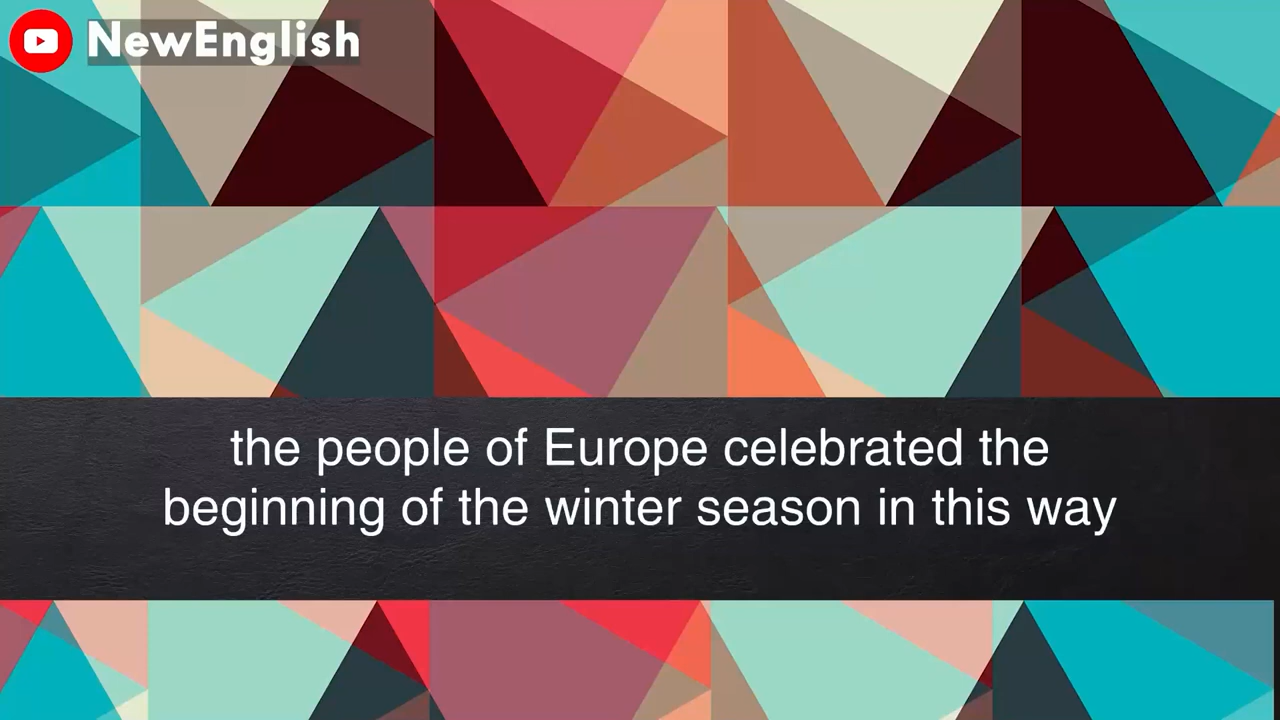 NewEnglish
the people of Europe celebrated the
beginning of the winter season in this way